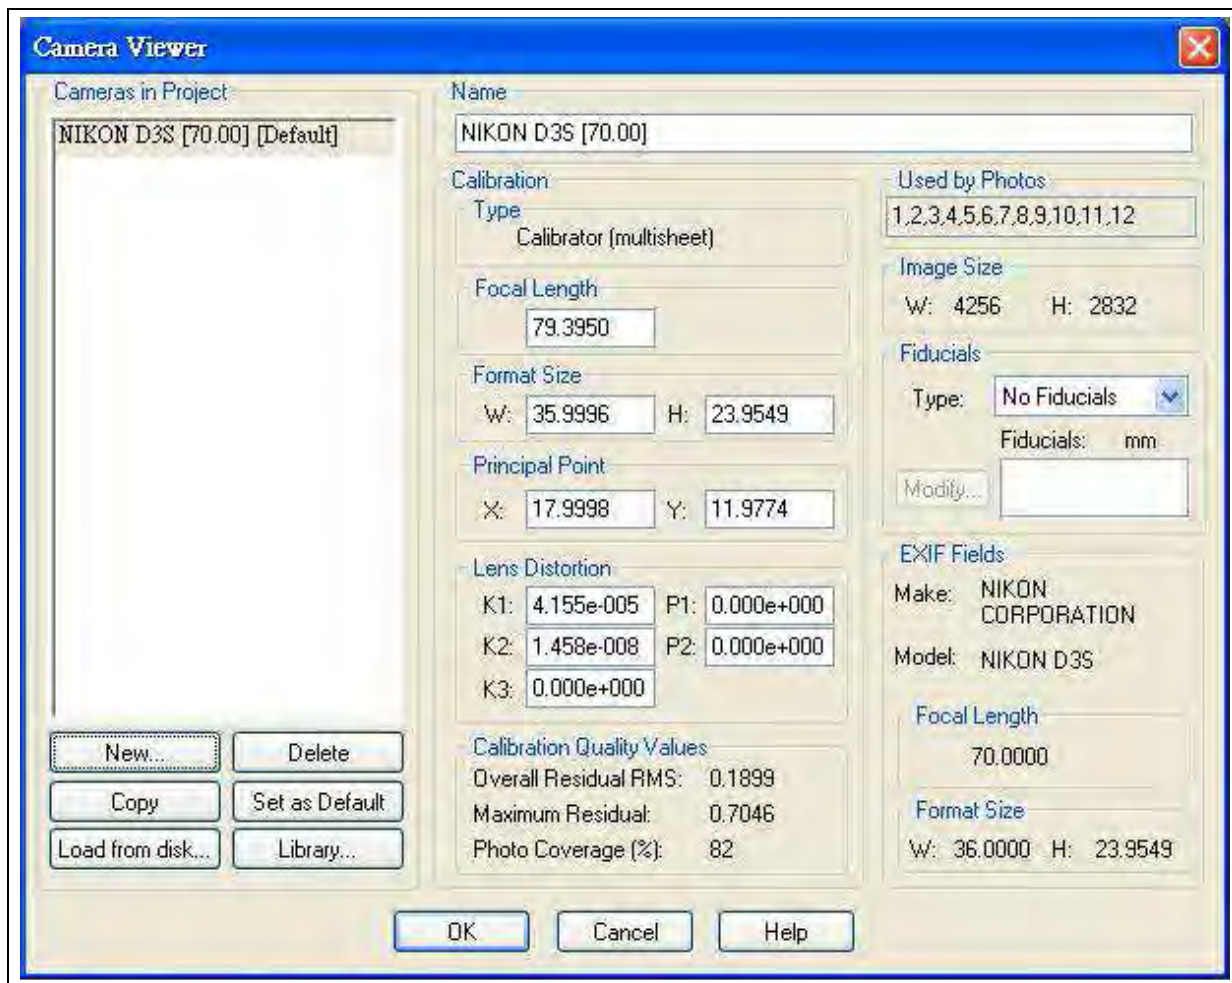 Camera Viewer
Cameras in Project
NIKON D3S [70.00] [Default]
New...
Delete
Copy
Set as Default
Load from disk...
Library...
Name
NIKON D3S [70.00]
Calibration
Type
Calibrator (multisheet)
Focal Length
79.3950
Format Size
W: 35.9996 H: 23.9549
Principal Point
X: 17.9998 Y: 11.9774
Lens Distortion
K1: 4.155e-005 P1: 0.000e+000
K2: 1.458e-008 P2: 0.000e+000
K3: 0.000e+000
Calibration Quality Values
Overall Residual RMS: 0.1899
Maximum Residual: 0.7046
Photo Coverage (%): 82
Used by Photos
1,2,3,4,5,6,7,8,9,10,11,12
Image Size
W: 4256 H: 2832
Fiducials
Type: No Fiducials
Fiducials: mm
Modify...
EXIF Fields
Make: NIKON
CORPORATION
Model: NIKON D3S
Focal Length
70.0000
Format Size
W: 36.0000 H: 23.9549
OK
Cancel
Help